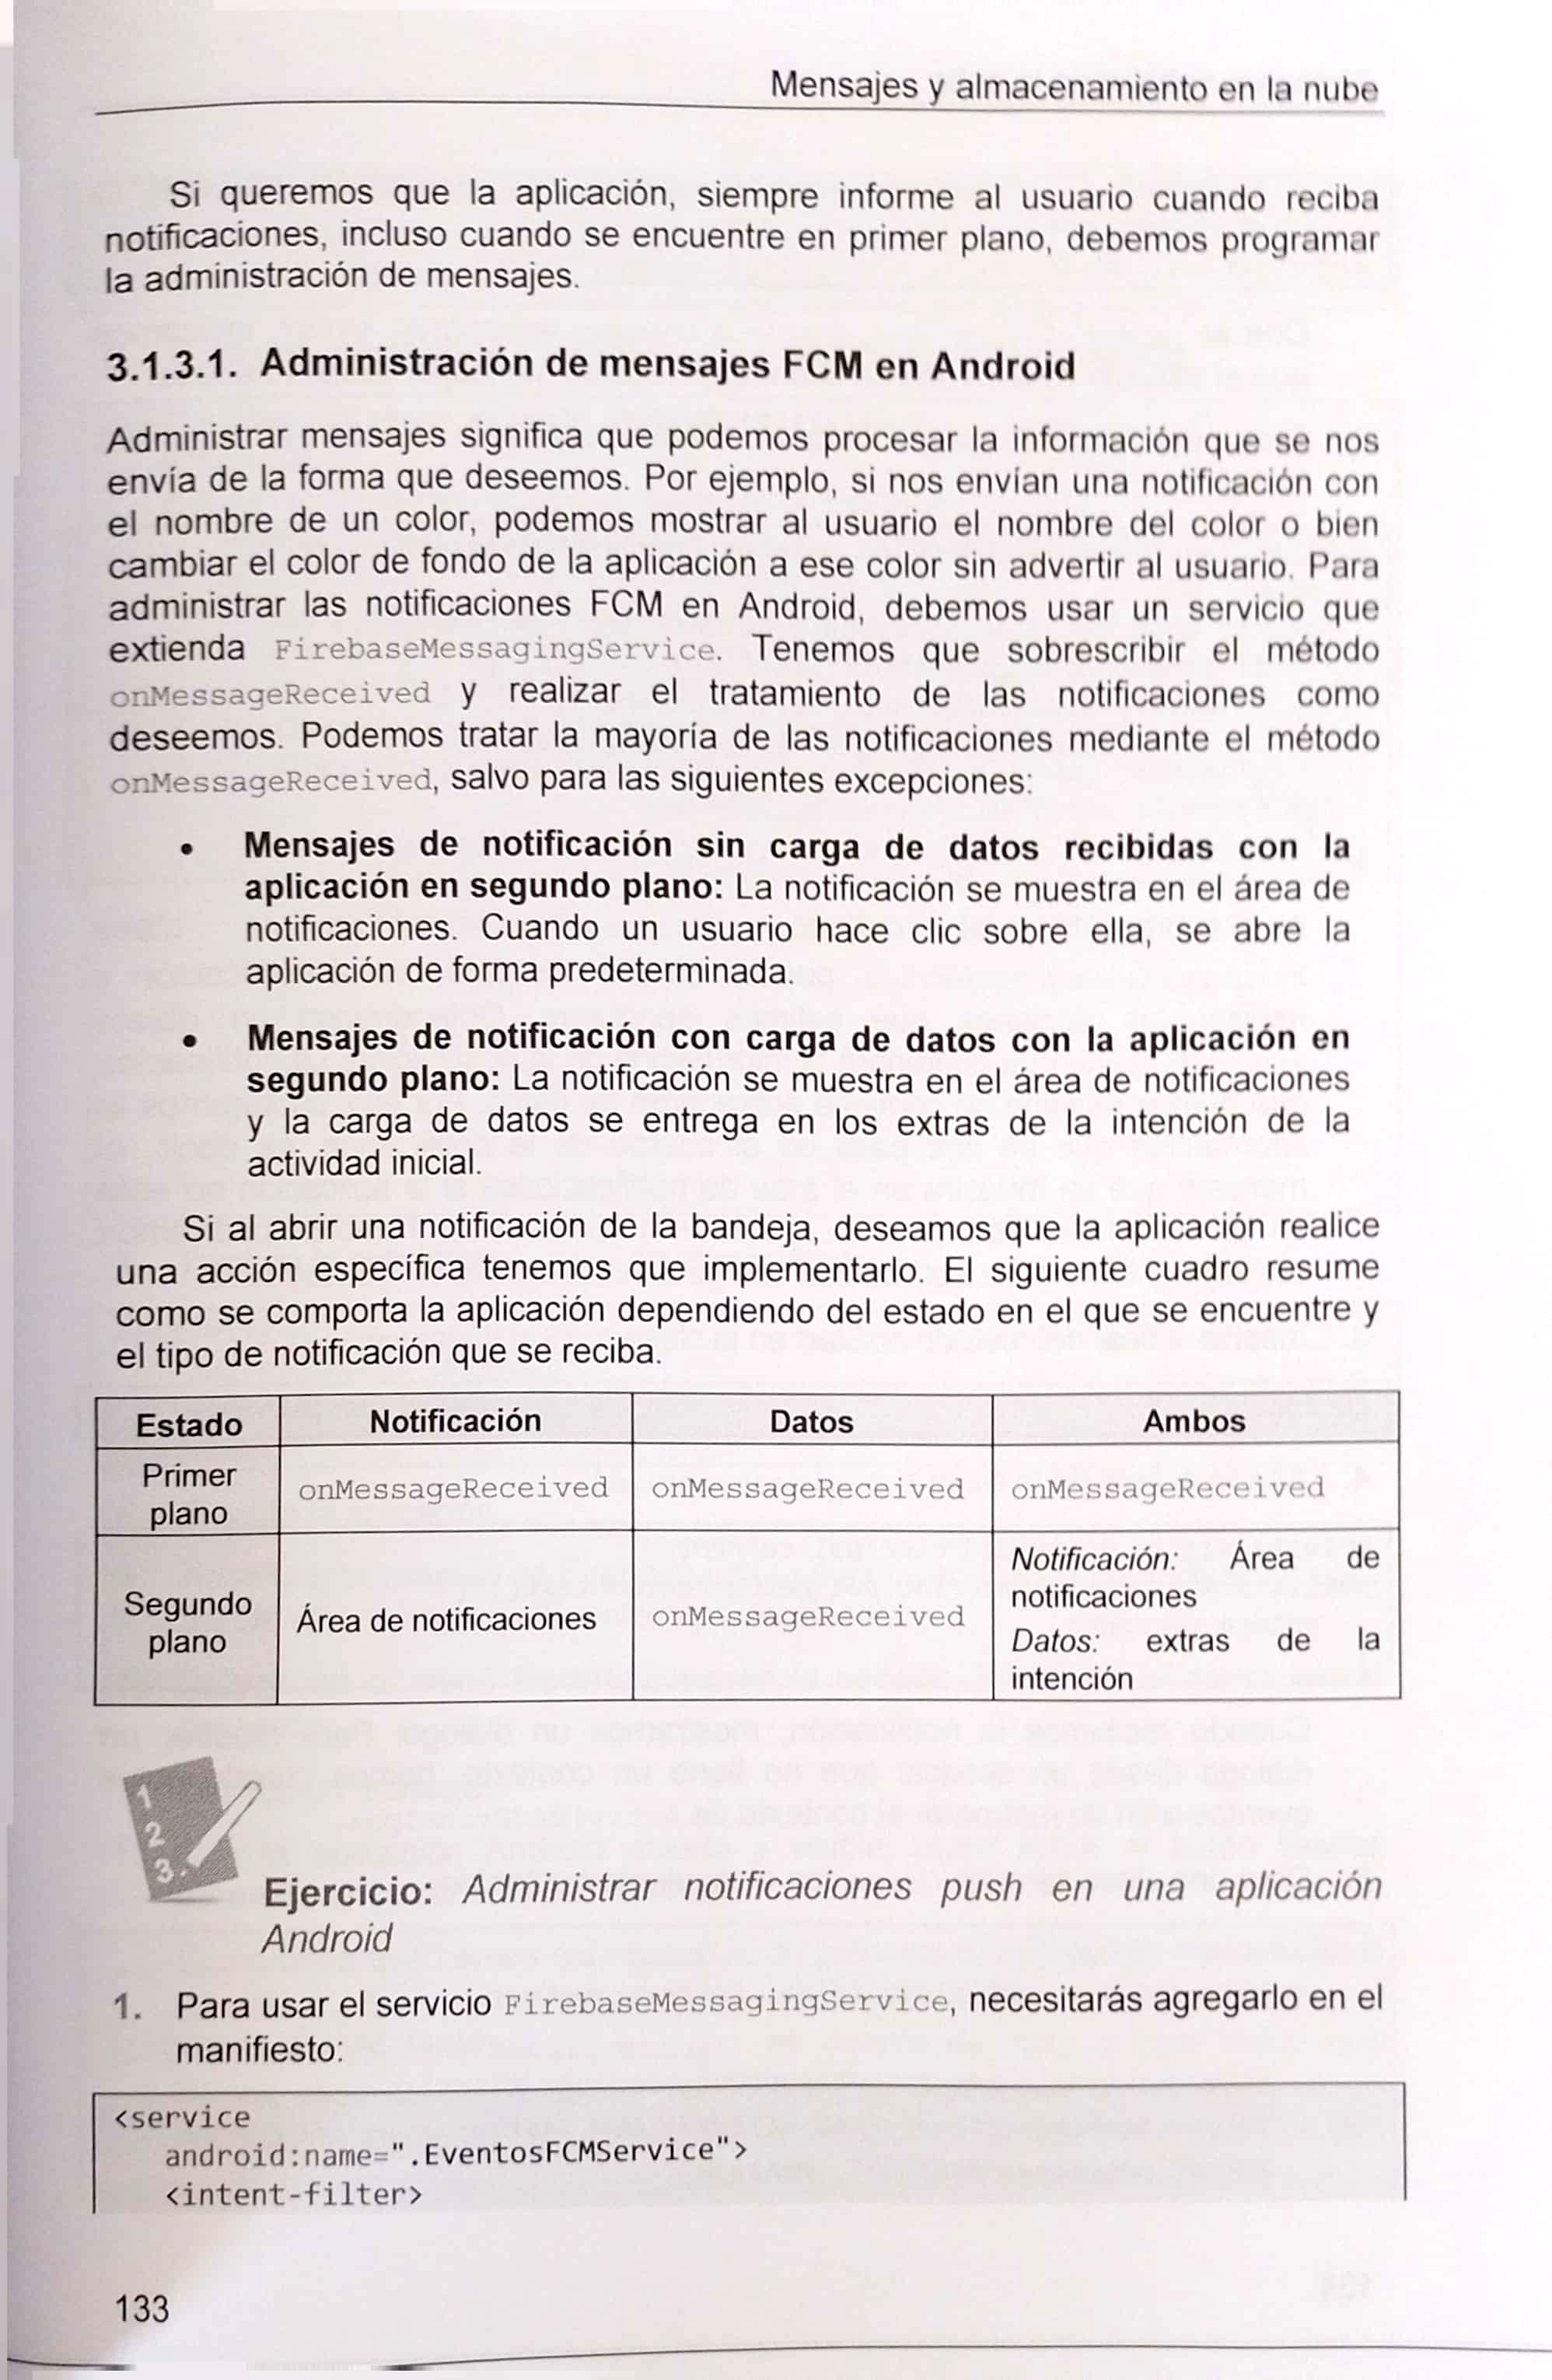 Mensajes y almacenamiento en la nube
Si queremos que la aplicación, siempre informe al usuario cuando reciba
notificaciones, incluso cuando se encuentre en primer plano, debemos programar
la administración de mensajes.
3.1.3.1. Administración de mensajes FCM en Android
Administrar mensajes significa que podemos procesar la información que se nos
envía de la forma que deseemos. Por ejemplo, si nos envían una notificación con
el nombre de un color, podemos mostrar al usuario el nombre del color o bien
cambiar el color de fondo de la aplicación a ese color sin advertir al usuario. Para
administrar las notificaciones FCM en Android, debemos usar un servicio que
extienda FirebaseMessagingService. Tenemos que sobrescribir el método
onMessageReceived y realizar el tratamiento de las notificaciones como
deseemos. Podemos tratar la mayoría de las notificaciones mediante el método
onMessageReceived, salvo para las siguientes excepciones:
• Mensajes de notificación sin carga de datos recibidas con la
aplicación en segundo plano: La notificación se muestra en el área de
notificaciones. Cuando un usuario hace clic sobre ella, se abre la
aplicación de forma predeterminada.
• Mensajes de notificación con carga de datos con la aplicación en
segundo plano: La notificación se muestra en el área de notificaciones
y la carga de datos se entrega en los extras de la intención de la
actividad inicial.
Si al abrir una notificación de la bandeja, deseamos que la aplicación realice
una acción específica tenemos que implementarlo. El siguiente cuadro resume
como se comporta la aplicación dependiendo del estado en el que se encuentre y
el tipo de notificación que se reciba.
Estado Notificación Datos Ambos
Primer
plano
onMessageReceived onMessageReceived onMessageReceived
Segundo
plano
Área de notificaciones
onMessageReceived
Notificación: Área de
notificaciones
Datos: extras de la
intención
1
2
3.
Ejercicio: Administrar notificaciones push en una aplicación
Android
1. Para usar el servicio FirebaseMessagingService, necesitarás agregarlo en el
manifiesto:
<service
android:name=".EventosFCMService">
<intent-filter>
133